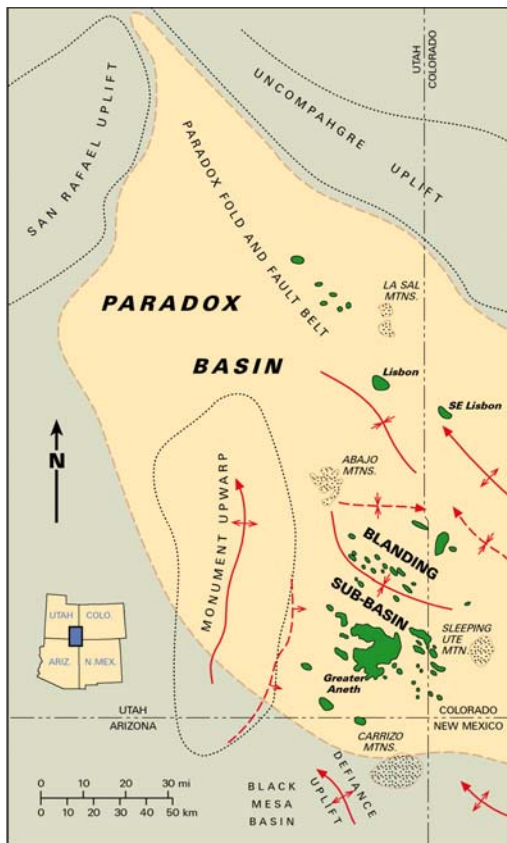 UTAH
COLORADO
SAN RAFAEL UPLIFT
UNCOMPAHGRE UPLIFT
PARADOX FOLD AND FAULT BELT
LA SAL
MTNS.
PARADOX
BASIN
Lisbon
SE Lisbon
N
ABAJO
MTNS.
MONUMENT UPWARP
BLANDING
SUB-BASIN
UTAH COLO.
ARIZ. N.MEX.
SLEEPING
UTE
MTN.
Greater
Aneth
UTAH
ARIZONA
COLORADO
NEW MEXICO
CARRIZO
MTNS.
0 10 20 30 mi
0 10 20 30 40 50 km
BLACK
MESA
BASIN
DEFIANCE
UPLIFT